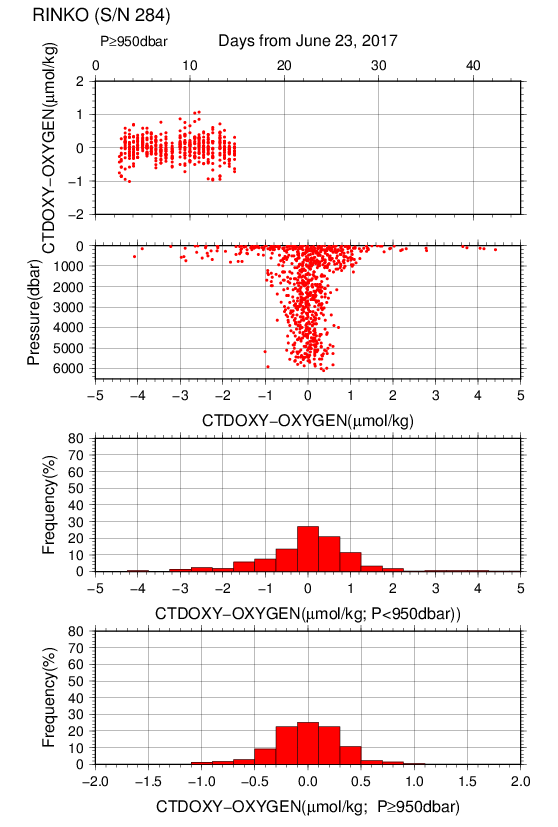 RINKO (S/N 284)
P≥950dbar
Days from June 23, 2017
0 10 20 30 40
CTDOXY−OXYGEN(μmol/kg)
2
1
0
−1
−2
Pressure(dbar)
0
1000
2000
3000
4000
5000
6000
−5 −4 −3 −2 −1 0 1 2 3 4 5
CTDOXY−OXYGEN(μmol/kg)
Frequency(%)
80
70
60
50
40
30
20
10
0
−5 −4 −3 −2 −1 0 1 2 3 4 5
CTDOXY−OXYGEN(μmol/kg; P<950dbar))
Frequency(%)
80
70
60
50
40
30
20
10
0
−2.0 −1.5 −1.0 −0.5 0.0 0.5 1.0 1.5 2.0
CTDOXY−OXYGEN(μmol/kg; P≥950dbar)